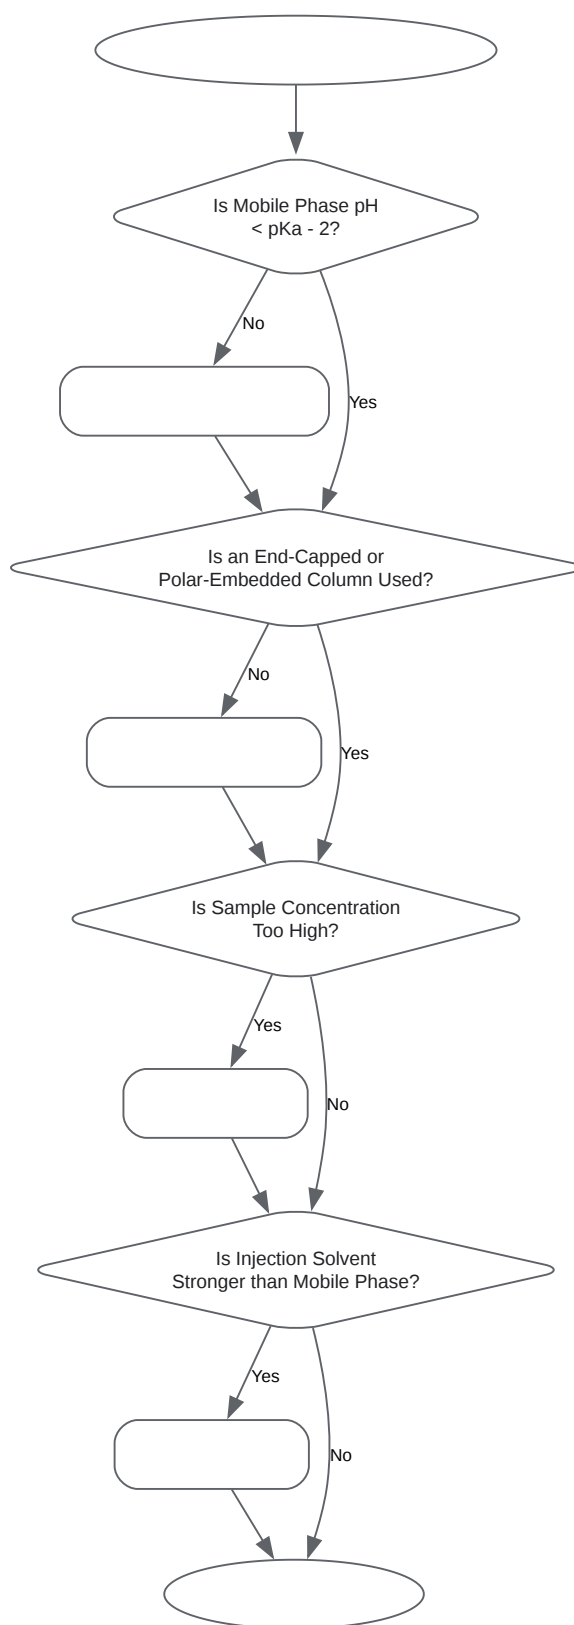 Is Mobile Phase pH
< pKa - 2?
No
Yes
Is an End-Capped or
Polar-Embedded Column Used?
No
Yes
Is Sample Concentration
Too High?
Yes
No
Is Injection Solvent
Stronger than Mobile Phase?
Yes
No